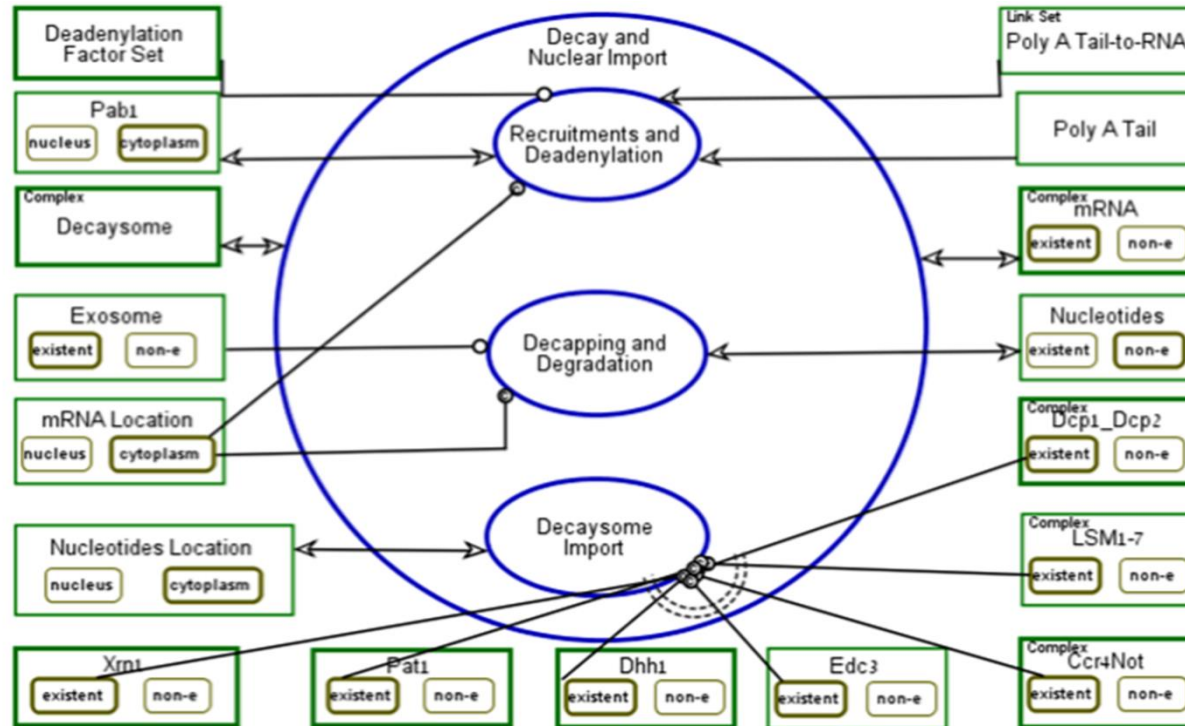 Deadenylation
Factor Set
Decay and
Nuclear Import
Link Set
Poly A Tail-to-RNA
Pab1
nucleus cytoplasm
Recruitments and
Deadenylation
Poly A Tail
Complex
Decaysome
Complex
mRNA
existent non-e
Exosome
existent non-e
Decapping and
Degradation
Nucleotides
existent non-e
mRNA Location
nucleus cytoplasm
Complex
Dcp1_Dcp2
existent non-e
Nucleotides Location
nucleus cytoplasm
Decaysome
Import
Complex
LSM1-7
existent non-e
Xrn1
existent non-e
Pat1
existent non-e
Dhh1
existent non-e
Edc3
existent non-e
Complex
Ccr4Not
existent non-e